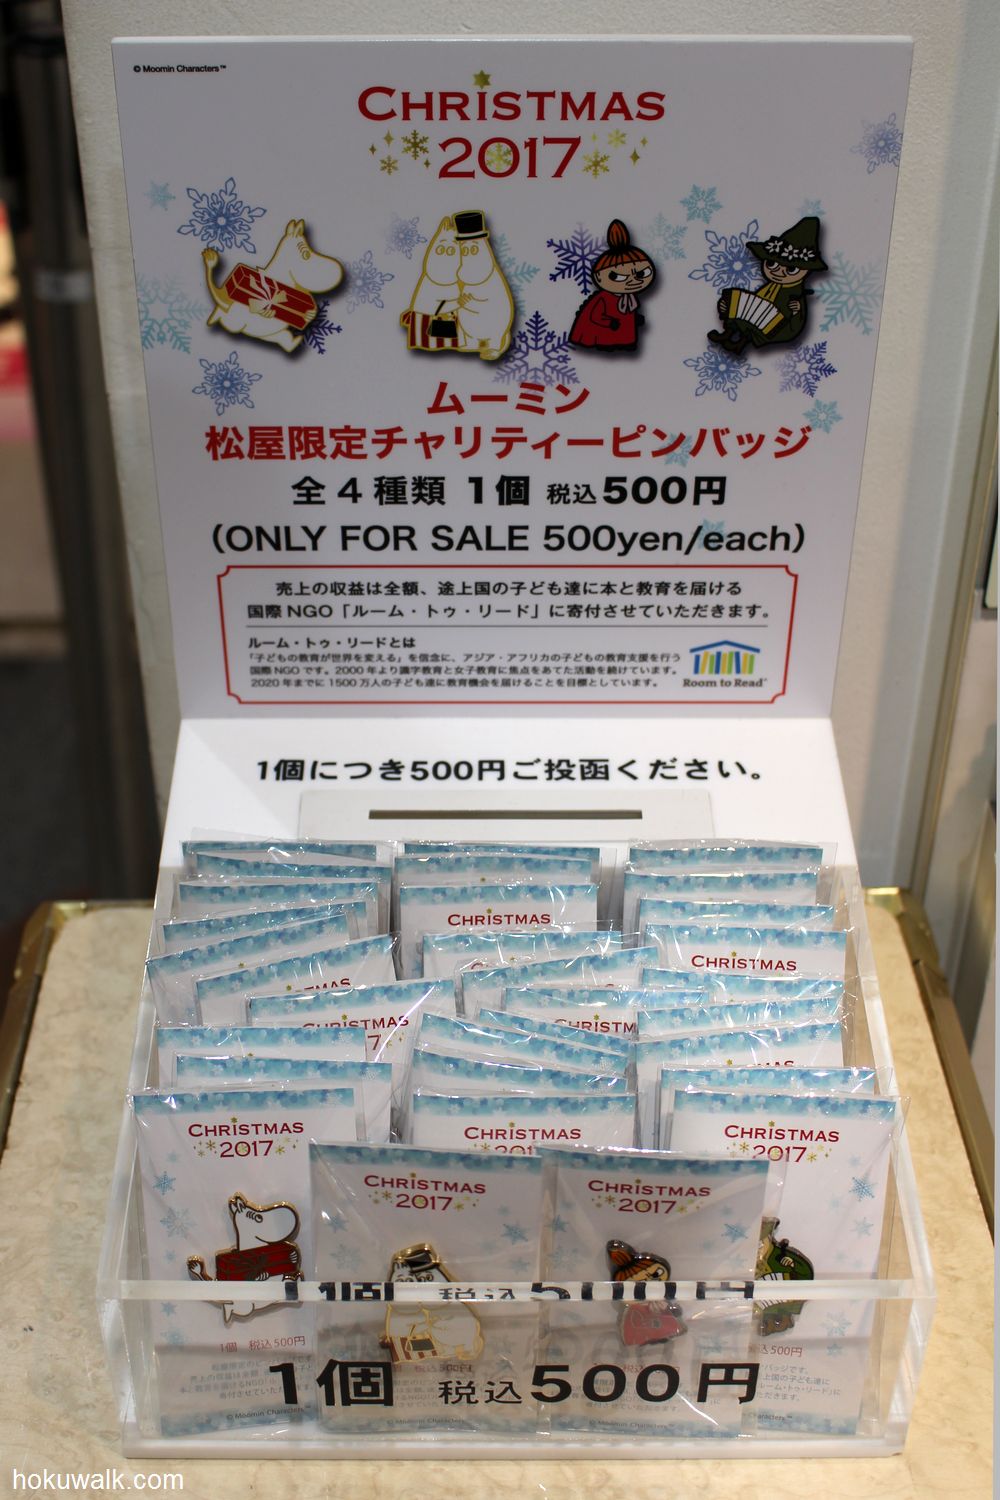 © Moomin Characters™
CHRISTMAS
2017
ムーミン
松屋限定チャリティーピンバッジ
全4種類 1個 税込500円
(ONLY FOR SALE 500yen/each)
売上の収益は全額、途上国の子ども達に本と教育を届ける
国際NGO「ルーム・トゥ・リード」に寄付させていただきます。
ルーム・トゥ・リードとは
「子どもの教育が世界を変える」を信念に、アジア・アフリカの子どもの教育支援を行う
国際NGOです。2000年より識字教育と女子教育に焦点をあてた活動を続けています。
2020年までに1500万人の子ども達に教育機会を届けることを目標としています。
Room to Read®
1個につき500円ご投函ください。
CHRISTMAS
CHRISTMAS
CHRISTMAS
CHRISTMAS
2017
CHRISTMAS
CHRISTMAS
2017
CHRISTMAS
2017
CHRISTMAS
2017
CHRISTMAS
2017
1個 税込500円
1個 税込500円
© Moomin Characters™
hokuwalk.com